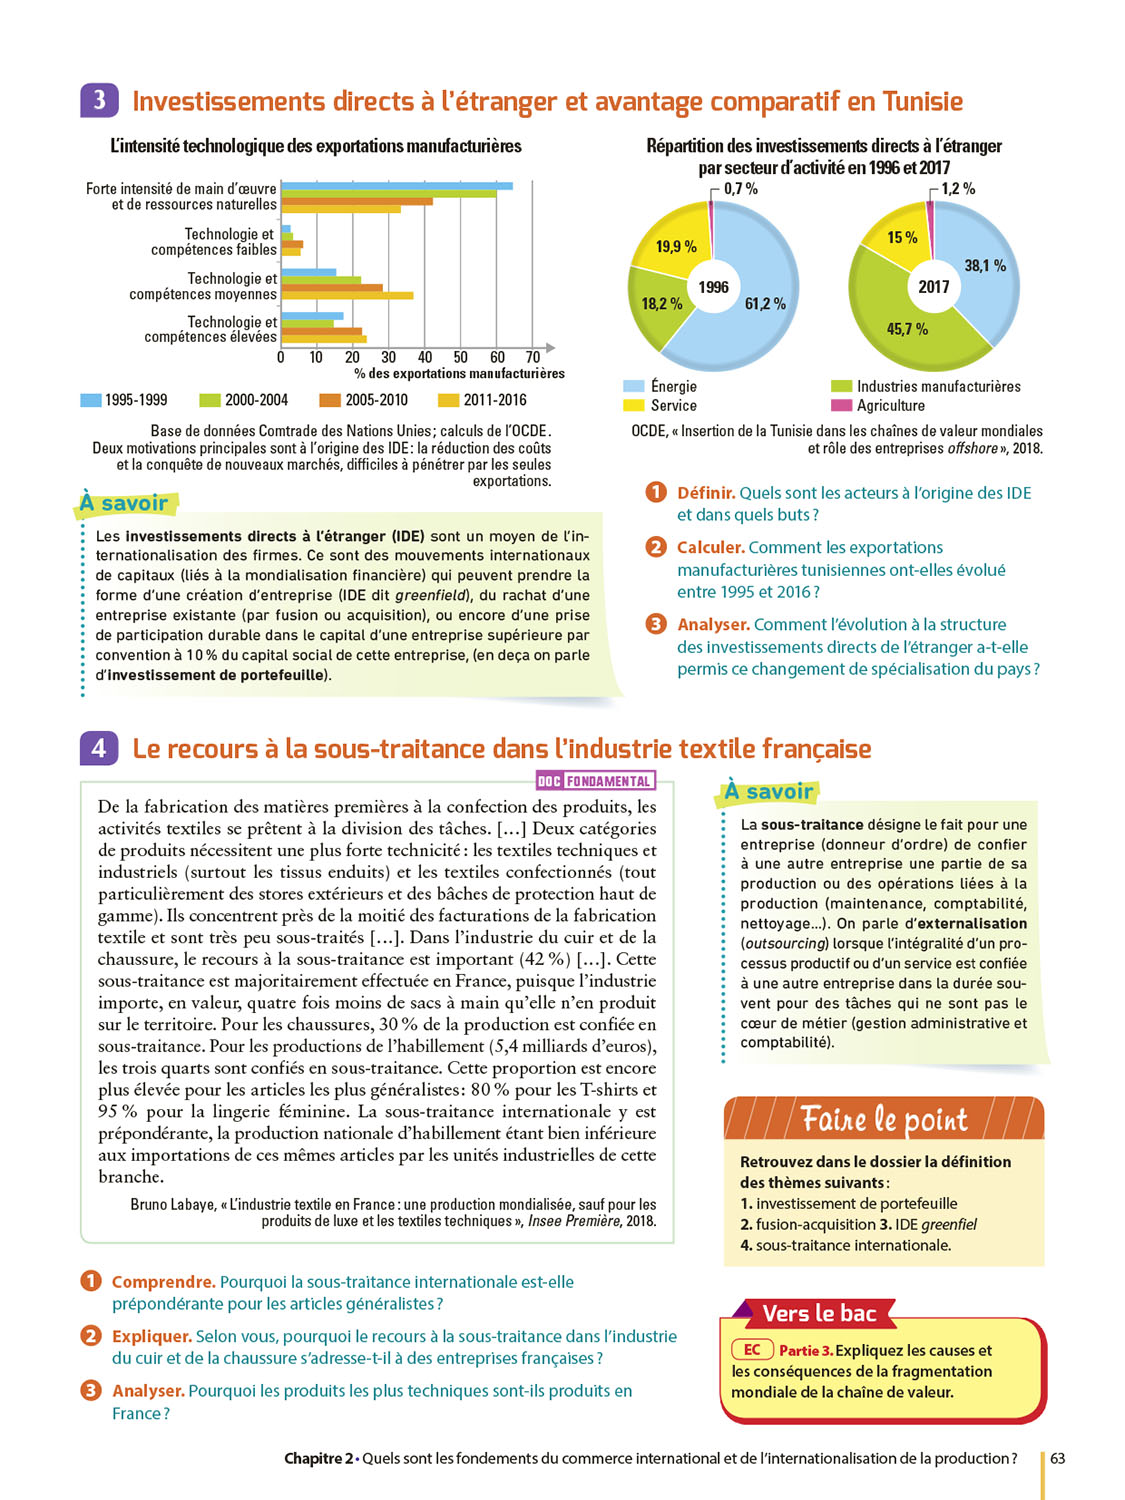 3 Investissements directs à l'étranger et avantage comparatif en Tunisie
L'intensité technologique des exportations manufacturières
Forte intensité de main d'œuvre
et de ressources naturelles
Technologie et
compétences faibles
Technologie et
compétences moyennes
Technologie et
compétences élevées
0 10 20 30 40 50 60 70
% des exportations manufacturières
1995-1999 2000-2004 2005-2010 2011-2016
Base de données Comtrade des Nations Unies ; calculs de l'OCDE.
Deux motivations principales sont à l'origine des IDE : la réduction des coûts
et la conquête de nouveaux marchés, difficiles à pénétrer par les seules
exportations.
Répartition des investissements directs à l'étranger
par secteur d'activité en 1996 et 2017
0,7 %
19,9 %
18,2 %
1996
61,2 %
1,2 %
15 %
38,1 %
2017
45,7 %
Énergie
Service
Industries manufacturières
Agriculture
OCDE, « Insertion de la Tunisie dans les chaînes de valeur mondiales
et rôle des entreprises offshore », 2018.
À savoir
Les investissements directs à l'étranger (IDE) sont un moyen de l'in-
ternationalisation des firmes. Ce sont des mouvements internationaux
de capitaux (liés à la mondialisation financière) qui peuvent prendre la
forme d'une création d'entreprise (IDE dit greenfield), du rachat d'une
entreprise existante (par fusion ou acquisition), ou encore d'une prise
de participation durable dans le capital d'une entreprise supérieure par
convention à 10 % du capital social de cette entreprise, (en deça on parle
d'investissement de portefeuille).
1 Définir. Quels sont les acteurs à l'origine des IDE
et dans quels buts ?
2 Calculer. Comment les exportations
manufacturières tunisiennes ont-elles évolué
entre 1995 et 2016 ?
3 Analyser. Comment l'évolution à la structure
des investissements directs de l'étranger a-t-elle
permis ce changement de spécialisation du pays ?
4 Le recours à la sous-traitance dans l'industrie textile française
DOC FONDAMENTAL
De la fabrication des matières premières à la confection des produits, les
activités textiles se prêtent à la division des tâches. [...] Deux catégories
de produits nécessitent une plus forte technicité : les textiles techniques et
industriels (surtout les tissus enduits) et les textiles confectionnés (tout
particulièrement des stores extérieurs et des bâches de protection haut de
gamme). Ils concentrent près de la moitié des facturations de la fabrication
textile et sont très peu sous-traités [...]. Dans l'industrie du cuir et de la
chaussure, le recours à la sous-traitance est important (42 %) [...]. Cette
sous-traitance est majoritairement effectuée en France, puisque l'industrie
importe, en valeur, quatre fois moins de sacs à main qu'elle n'en produit
sur le territoire. Pour les chaussures, 30 % de la production est confiée en
sous-traitance. Pour les productions de l'habillement (5,4 milliards d'euros),
les trois quarts sont confiés en sous-traitance. Cette proportion est encore
plus élevée pour les articles les plus généralistes : 80 % pour les T-shirts et
95 % pour la lingerie féminine. La sous-traitance internationale y est
prépondérante, la production nationale d'habillement étant bien inférieure
aux importations de ces mêmes articles par les unités industrielles de cette
branche.
Bruno Labaye, « L'industrie textile en France : une production mondialisée, sauf pour les
produits de luxe et les textiles techniques », Insee Première, 2018.
À savoir
La sous-traitance désigne le fait pour une
entreprise (donneur d'ordre) de confier
à une autre entreprise une partie de sa
production ou des opérations liées à la
production (maintenance, comptabilité,
nettoyage...). On parle d'externalisation
(outsourcing) lorsque l'intégralité d'un pro-
cessus productif ou d'un service est confiée
à une autre entreprise dans la durée sou-
vent pour des tâches qui ne sont pas le
cœur de métier (gestion administrative et
comptabilité).
Faire le point
Retrouvez dans le dossier la définition
des thèmes suivants :
1. investissement de portefeuille
2. fusion-acquisition 3. IDE greenfiel
4. sous-traitance internationale.
1 Comprendre. Pourquoi la sous-traitance internationale est-elle
prépondérante pour les articles généralistes ?
2 Expliquer. Selon vous, pourquoi le recours à la sous-traitance dans l'industrie
du cuir et de la chaussure s'adresse-t-il à des entreprises françaises ?
3 Analyser. Pourquoi les produits les plus techniques sont-ils produits en
France ?
Vers le bac
EC Partie 3. Expliquez les causes et
les conséquences de la fragmentation
mondiale de la chaîne de valeur.
Chapitre 2 • Quels sont les fondements du commerce international et de l'internationalisation de la production ? 63